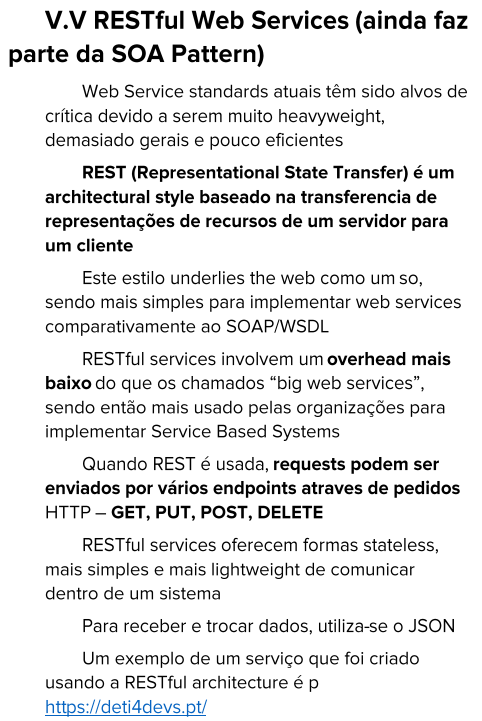 V.V RESTful Web Services (ainda faz
parte da SOA Pattern)
Web Service standards atuais têm sido alvos de
crítica devido a serem muito heavyweight,
demasiado gerais e pouco eficientes
REST (Representational State Transfer) é um
architectural style baseado na transferencia de
representações de recursos de um servidor para
um cliente
Este estilo underlies the web como um so,
sendo mais simples para implementar web services
comparativamente ao SOAP/WSDL
RESTful services involvem um overhead mais
baixo do que os chamados “big web services”,
sendo então mais usado pelas organizações para
implementar Service Based Systems
Quando REST é usada, requests podem ser
enviados por vários endpoints atraves de pedidos
HTTP – GET, PUT, POST, DELETE
RESTful services oferecem formas stateless,
mais simples e mais lightweight de comunicar
dentro de um sistema
Para receber e trocar dados, utiliza-se o JSON
Um exemplo de um serviço que foi criado
usando a RESTful architecture é p
https://deti4devs.pt/